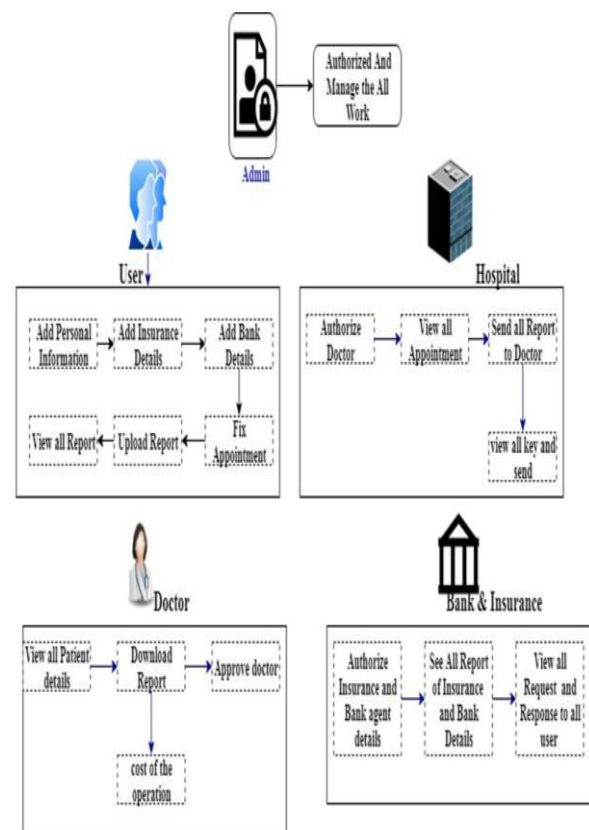 Authorized And
Manage the All
Work
Admin
User
Add Personal
Information
Add Insurance
Details
Add Bank
Details
View all Report
Upload Report
Fix
Appointment
Hospital
Authorize
Doctor
View all
Appointment
Send all Report
to Doctor
view all key and
send
Doctor
View all Patient
details
Download
Report
Approve doctor
cost of the
operation
Bank & Insurance
Authorize
Insurance and
Bank agent
details
See All Report
of Insurance
and Bank
Details
View all
Request and
Response to all
user